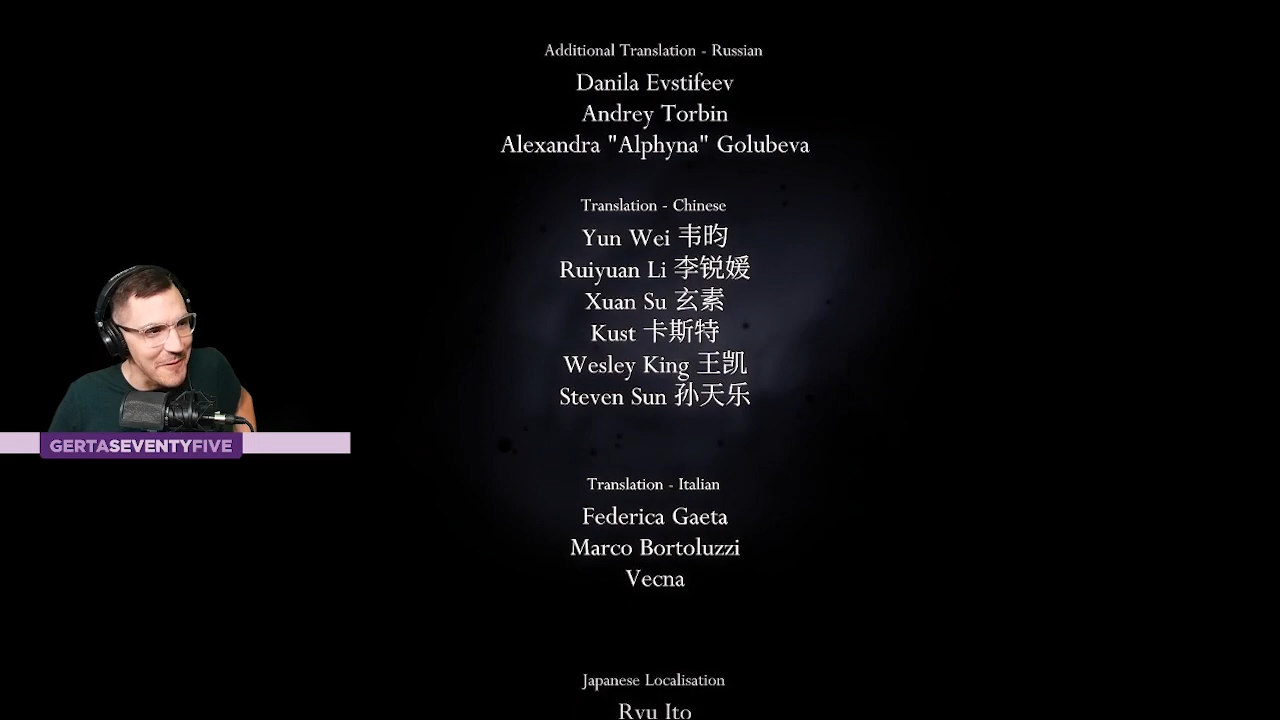 Additional Translation - Russian
Danila Evstifeev
Andrey Torbin
Alexandra "Alphyna" Golubeva
Translation - Chinese
Yun Wei 韦昀
Ruiyuan Li 李锐媛
Xuan Su 玄素
Kust 卡斯特
Wesley King 王凯
Steven Sun 孙天乐
GERTASEVENTYFIVE
Translation - Italian
Federica Gaeta
Marco Bortoluzzi
Vecna
Japanese Localisation
Ryu Ito